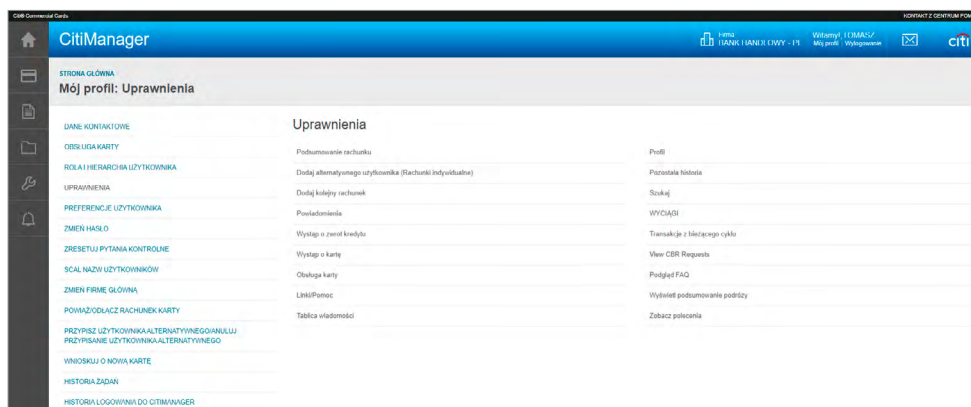 Citi® Commercial Cards
KONTAKT Z CENTRUM POM
CitiManager
Firma
BANK HANDLOWY - PL
Witamy!, TOMASZ
Mój profil Wylogowanie
citi
STRONA GŁÓWNA
Mój profil: Uprawnienia
DANE KONTAKTOWE
OBSŁUGA KARTY
ROLA I HIERARCHIA UŻYTKOWNIKA
UPRAWNIENIA
PREFERENCJE UŻYTKOWNIKA
ZMIEŃ HASŁO
ZRESETUJ PYTANIA KONTROLNE
SCAL NAZW UŻYTKOWNIKÓW
ZMIEŃ FIRMĘ GŁÓWNĄ
POWIĄŻ/ODŁĄCZ RACHUNEK KARTY
PRZYPISZ UŻYTKOWNIKA ALTERNATYWNEGO/ANULUJ
PRZYPISANIE UŻYTKOWNIKA ALTERNATYWNEGO
WNIOSKUJ O NOWĄ KARTĘ
HISTORIA ŻĄDAŃ
HISTORIA LOGOWANIA DO CITIMANAGER
Uprawnienia
Podsumowanie rachunku
Dodaj alternatywnego użytkownika (Rachunki indywidualne)
Dodaj kolejny rachunek
Powiadomienia
Wystąp o zwrot kredytu
Wystąp o kartę
Obsługa karty
Linki/Pomoc
Tablica wiadomości
Profil
Pozostała historia
Szukaj
WYCIĄGI
Transakcje z bieżącego cyklu
View CBR Requests
Podgląd FAQ
Wyświetl podsumowanie podróży
Zobacz polecenia